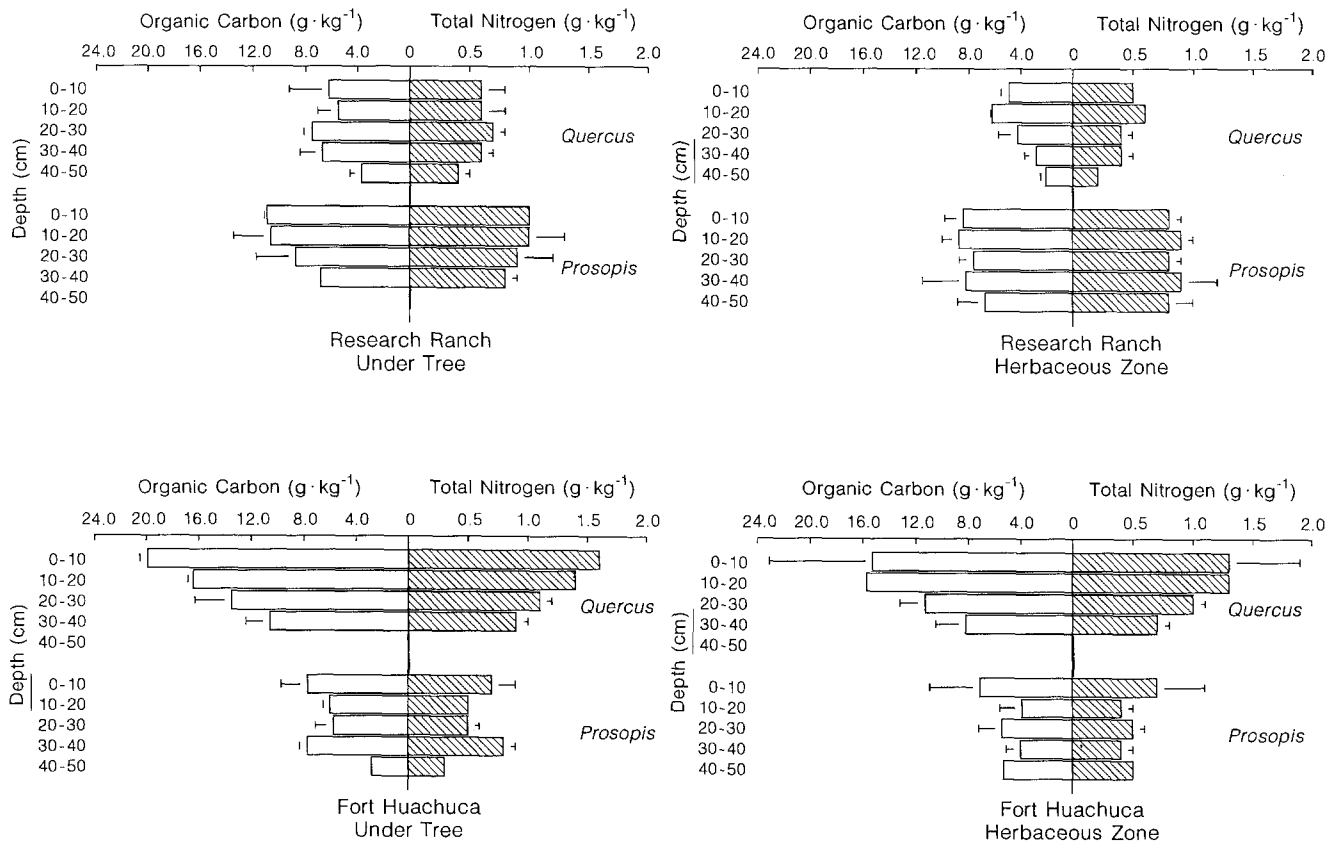 Organic Carbon (g·kg⁻¹) Total Nitrogen (g·kg⁻¹)
24.0 20.0 16.0 12.0 8.0 4.0 0 0.5 1.0 1.5 2.0
Depth (cm)
0-10
10-20
20-30
30-40
40-50
Quercus
0-10
10-20
20-30
30-40
40-50
Prosopis
Research Ranch
Under Tree
Organic Carbon (g·kg⁻¹) Total Nitrogen (g·kg⁻¹)
24.0 20.0 16.0 12.0 8.0 4.0 0 0.5 1.0 1.5 2.0
Depth (cm)
0-10
10-20
20-30
30-40
40-50
Quercus
0-10
10-20
20-30
30-40
40-50
Prosopis
Research Ranch
Herbaceous Zone
Organic Carbon (g·kg⁻¹) Total Nitrogen (g·kg⁻¹)
24.0 20.0 16.0 12.0 8.0 4.0 0 0.5 1.0 1.5 2.0
Depth (cm)
0-10
10-20
20-30
30-40
40-50
Quercus
0-10
10-20
20-30
30-40
40-50
Prosopis
Fort Huachuca
Under Tree
Organic Carbon (g·kg⁻¹) Total Nitrogen (g·kg⁻¹)
24.0 20.0 16.0 12.0 8.0 4.0 0 0.5 1.0 1.5 2.0
Depth (cm)
0-10
10-20
20-30
30-40
40-50
Quercus
0-10
10-20
20-30
30-40
40-50
Prosopis
Fort Huachuca
Herbaceous Zone